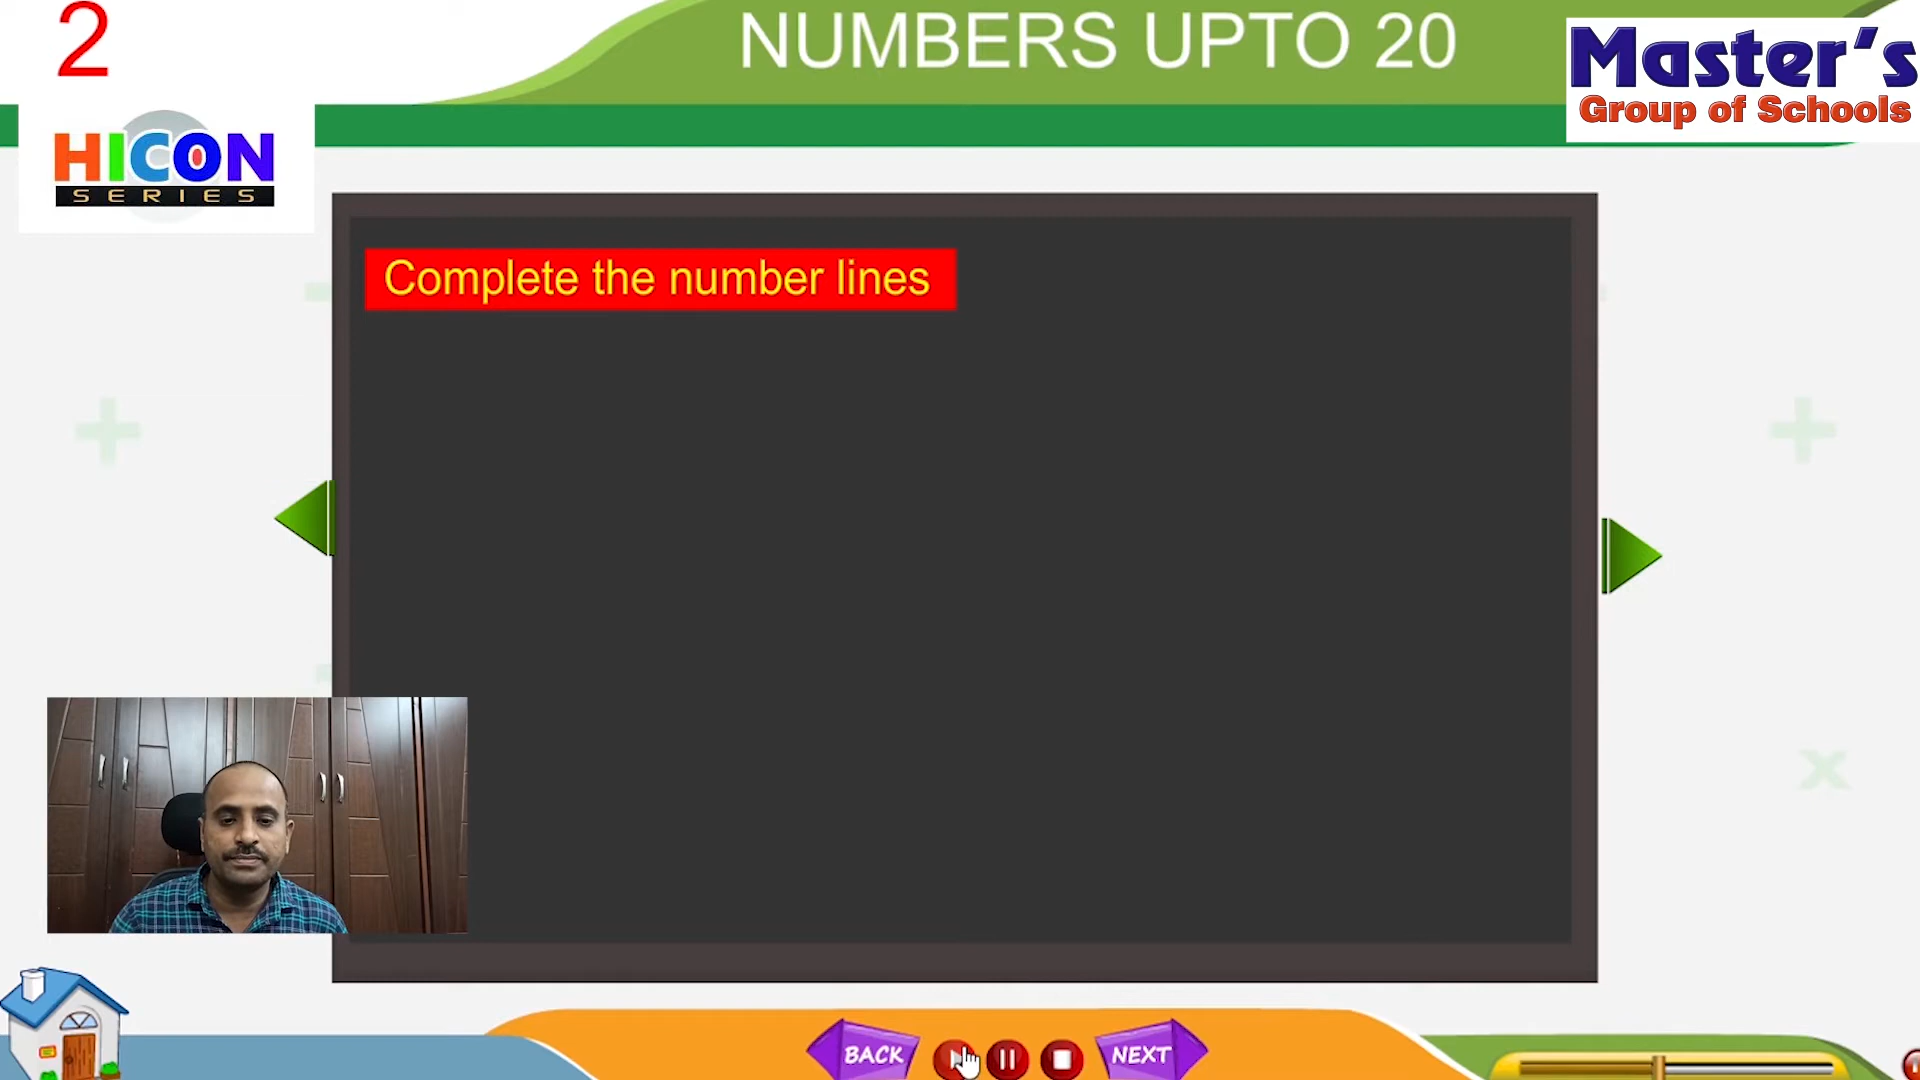 2
NUMBERS UPTO 20
Master's
Group of Schools
HICON
SERIES
Complete the number lines
BACK
NEXT